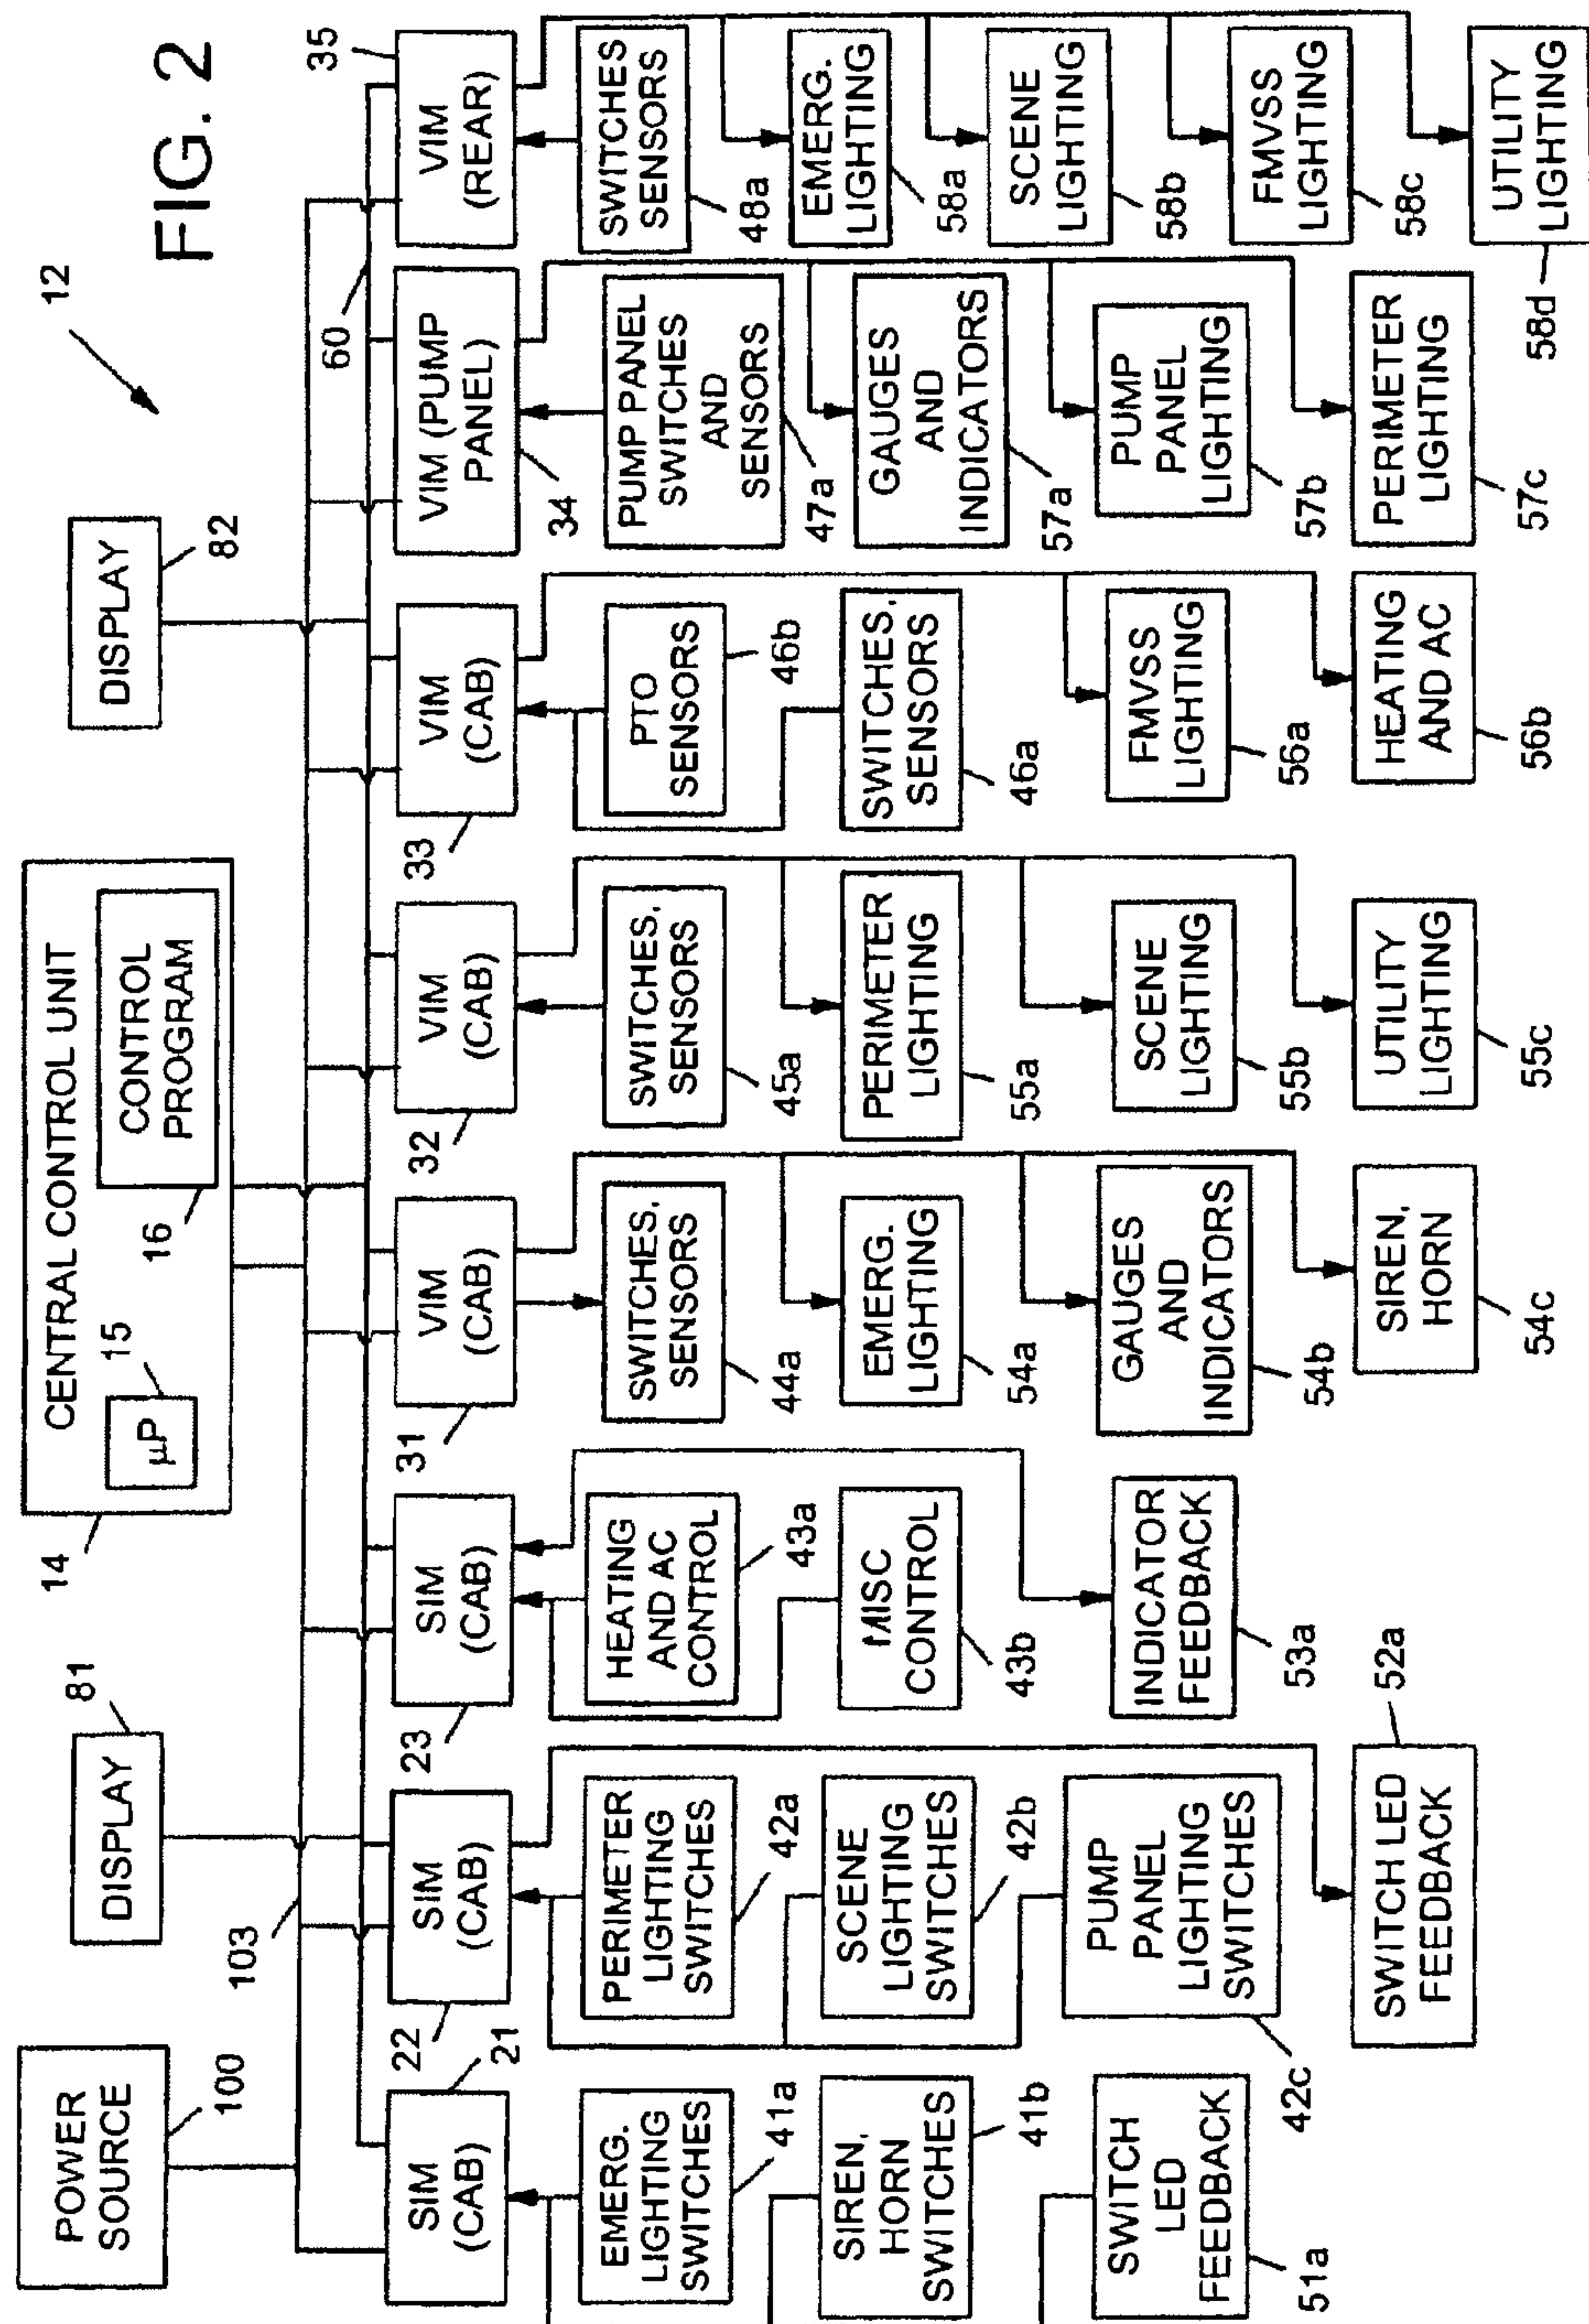 FIG. 2
12
POWER
SOURCE
100
DISPLAY
81
CENTRAL CONTROL UNIT
μP
15
CONTROL
PROGRAM
16
14
DISPLAY
82
103
60
SIM
(CAB)
21
EMERG.
LIGHTING
SWITCHES
41a
SIREN,
HORN
SWITCHES
41b
SWITCH
LED
FEEDBACK
51a
SIM
(CAB)
22
PERIMETER
LIGHTING
SWITCHES
42a
SCENE
LIGHTING
SWITCHES
42b
PUMP
PANEL
LIGHTING
SWITCHES
42c
SWITCH LED
FEEDBACK
52a
SIM
(CAB)
23
HEATING
AND AC
CONTROL
43a
MISC
CONTROL
43b
INDICATOR
FEEDBACK
53a
VIM
(CAB)
31
SWITCHES,
SENSORS
44a
EMERG.
LIGHTING
54a
GAUGES
AND
INDICATORS
54b
SIREN,
HORN
54c
VIM
(CAB)
32
SWITCHES,
SENSORS
45a
PERIMETER
LIGHTING
55a
SCENE
LIGHTING
55b
UTILITY
LIGHTING
55c
VIM
(CAB)
33
PTO
SENSORS
46b
SWITCHES,
SENSORS
46a
FMVSS
LIGHTING
56a
HEATING
AND AC
56b
VIM (PUMP
PANEL)
34
PUMP PANEL
SWITCHES
AND
SENSORS
47a
GAUGES
AND
INDICATORS
57a
PUMP
PANEL
LIGHTING
57b
PERIMETER
LIGHTING
57c
VIM
(REAR)
35
SWITCHES
SENSORS
48a
EMERG.
LIGHTING
58a
SCENE
LIGHTING
58b
FMVSS
LIGHTING
58c
UTILITY
LIGHTING
58d